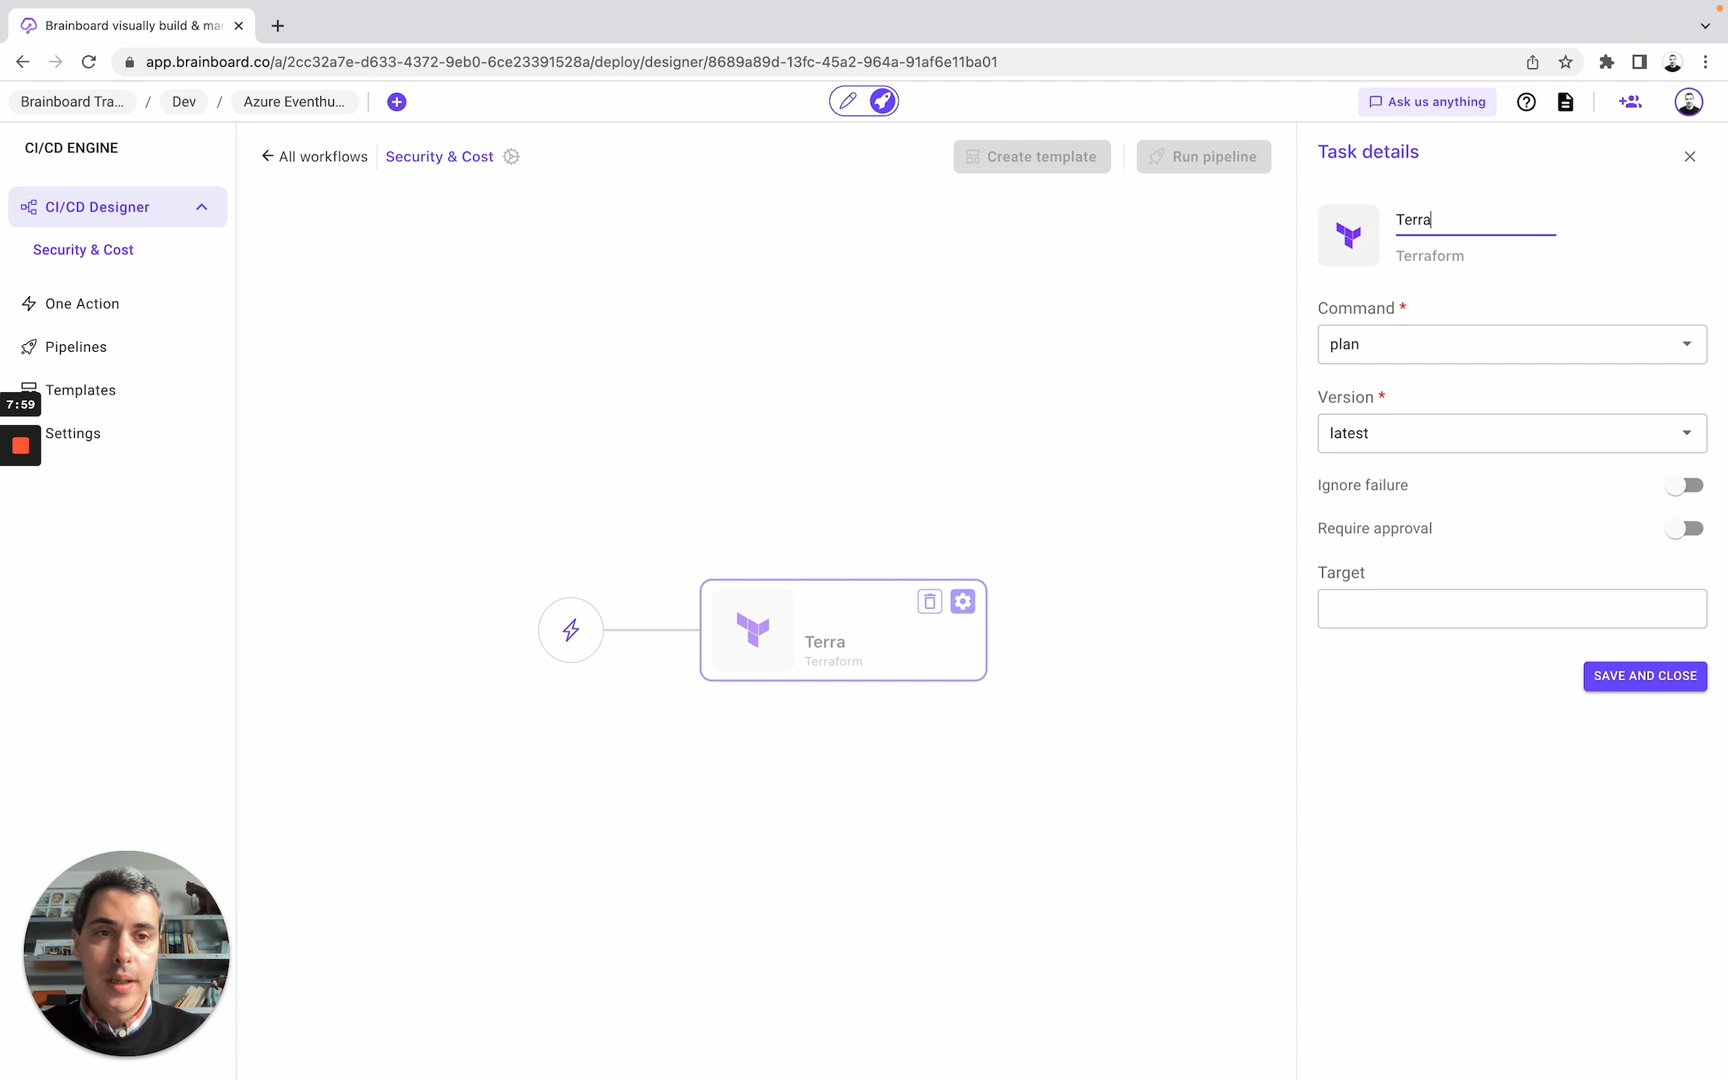 Brainboard visually build & mar
app.brainboard.co/a/2cc32a7e-d633-4372-9eb0-6ce23391528a/deploy/designer/8689a89d-13fc-45a2-964a-91af6e11ba01
Brainboard Tra... / Dev / Azure Eventhu...
Ask us anything
CI/CD ENGINE
CI/CD Designer
Security & Cost
One Action
Pipelines
Templates
7:59
Settings
All workflows
Security & Cost
Create template
Run pipeline
Terra
Terraform
Task details
Terra
Terraform
Command *
plan
Version *
latest
Ignore failure
Require approval
Target
SAVE AND CLOSE